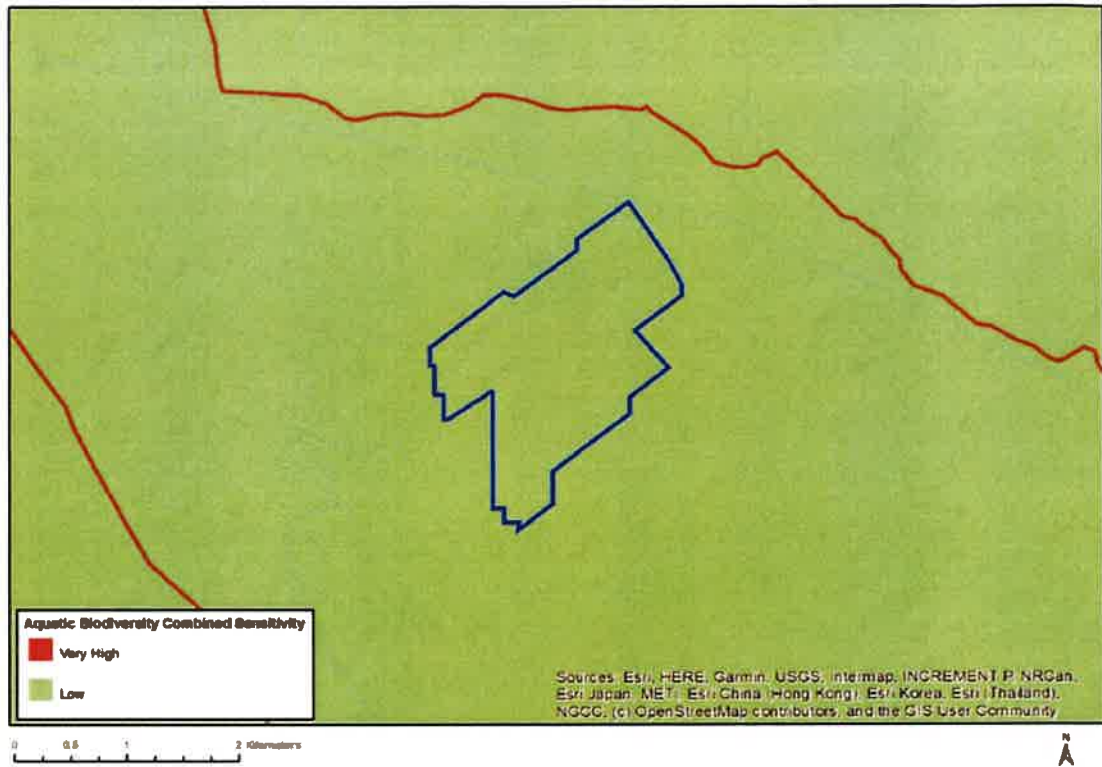 Aquatic Biodiversity Combined Sensitivity
Very High
Low
Sources: Esri, HERE, Garmin, USGS, Intermap, INCREMENT P, NRCan,
Esri Japan, METI, Esri China (Hong Kong), Esri Korea, Esri (Thailand),
NGCC, (c) OpenStreetMap contributors, and the GIS User Community
0 0.5 1 2 Kilometers
N